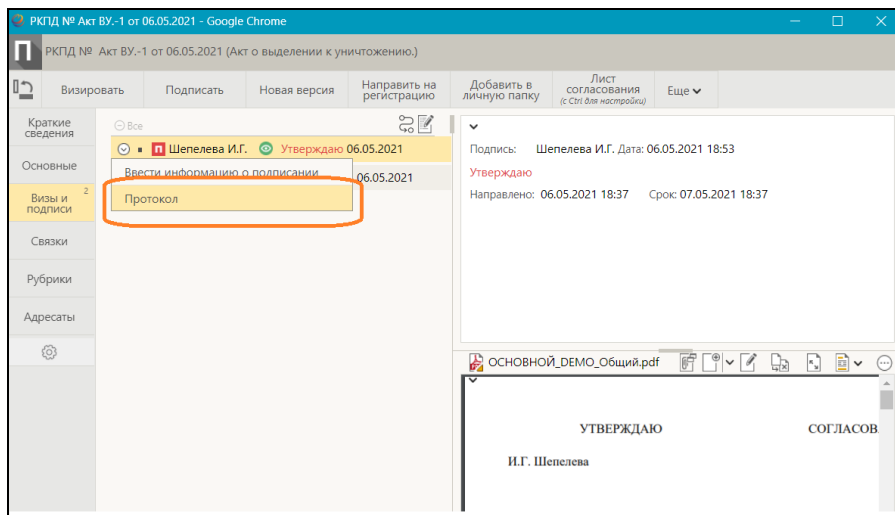 РКПД № Акт ВУ.-1 от 06.05.2021 - Google Chrome
РКПД № Акт ВУ.-1 от 06.05.2021 (Акт о выделении к уничтожению.)
Визировать
Подписать
Новая версия
Направить на
регистрацию
Добавить в
личную папку
Лист
согласования
(с Ctrl для настройки)
Еще
Краткие
сведения
Основные
Визы и
подписи
2
Связки
Рубрики
Адресаты
Все
П Шепелева И.Г. Утверждаю 06.05.2021
Ввести информацию о подписании
06.05.2021
Протокол
Подпись: Шепелева И.Г. Дата: 06.05.2021 18:53
Утверждаю
Направлено: 06.05.2021 18:37 Срок: 07.05.2021 18:37
ОСНОВНОЙ_DEMO_Общий.pdf
УТВЕРЖДАЮ СОГЛАСОВ
И.Г. Шепелева